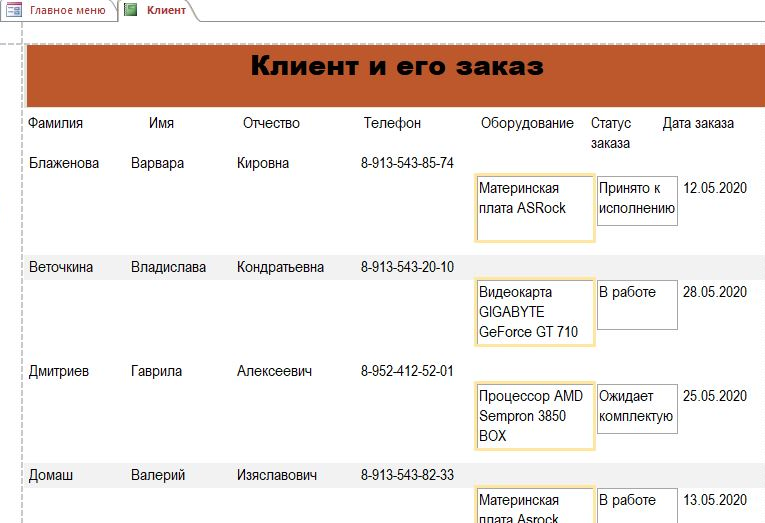 Главное меню Клиент
Клиент и его заказ
Фамилия Имя Отчество Телефон Оборудование Статус заказа Дата заказа
Блаженова Варвара Кировна 8-913-543-85-74
Материнская Принято к 12.05.2020
плата ASRock исполнению
Веточкина Владислава Кондратьевна 8-913-543-20-10
Видеокарта В работе 28.05.2020
GIGABYTE
GeForce GT 710
Дмитриев Гаврила Алексеевич 8-952-412-52-01
Процессор AMD Ожидает 25.05.2020
Sempron 3850 комплектую
BOX
Домаш Валерий Изяславович 8-913-543-82-33
Материнская В работе 13.05.2020
плата Asrock